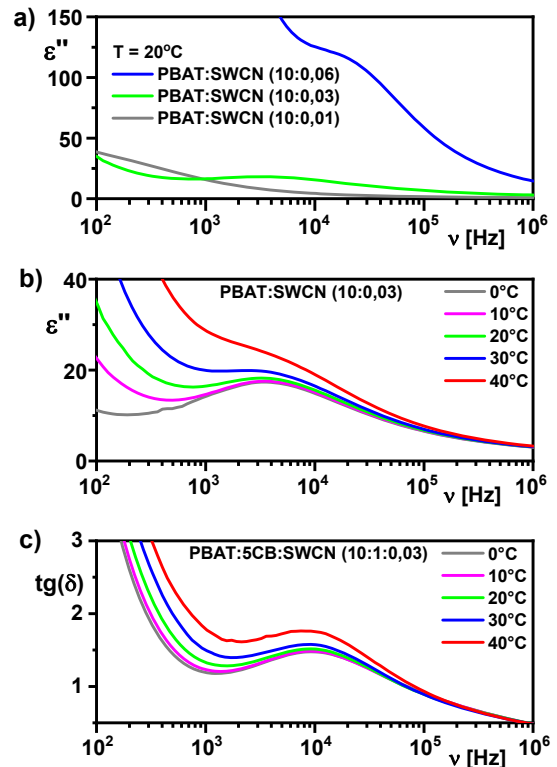 a)
150
100
50
0
ε"
T = 20°C
PBAT:SWCN (10:0,06)
PBAT:SWCN (10:0,03)
PBAT:SWCN (10:0,01)
10² 10³ 10⁴ 10⁵ 10⁶
ν [Hz]
b)
40
20
0
ε"
PBAT:SWCN (10:0,03)
0°C
10°C
20°C
30°C
40°C
10² 10³ 10⁴ 10⁵ 10⁶
ν [Hz]
c)
3
2
1
tg(δ)
PBAT:5CB:SWCN (10:1:0,03)
0°C
10°C
20°C
30°C
40°C
10² 10³ 10⁴ 10⁵ 10⁶
ν [Hz]